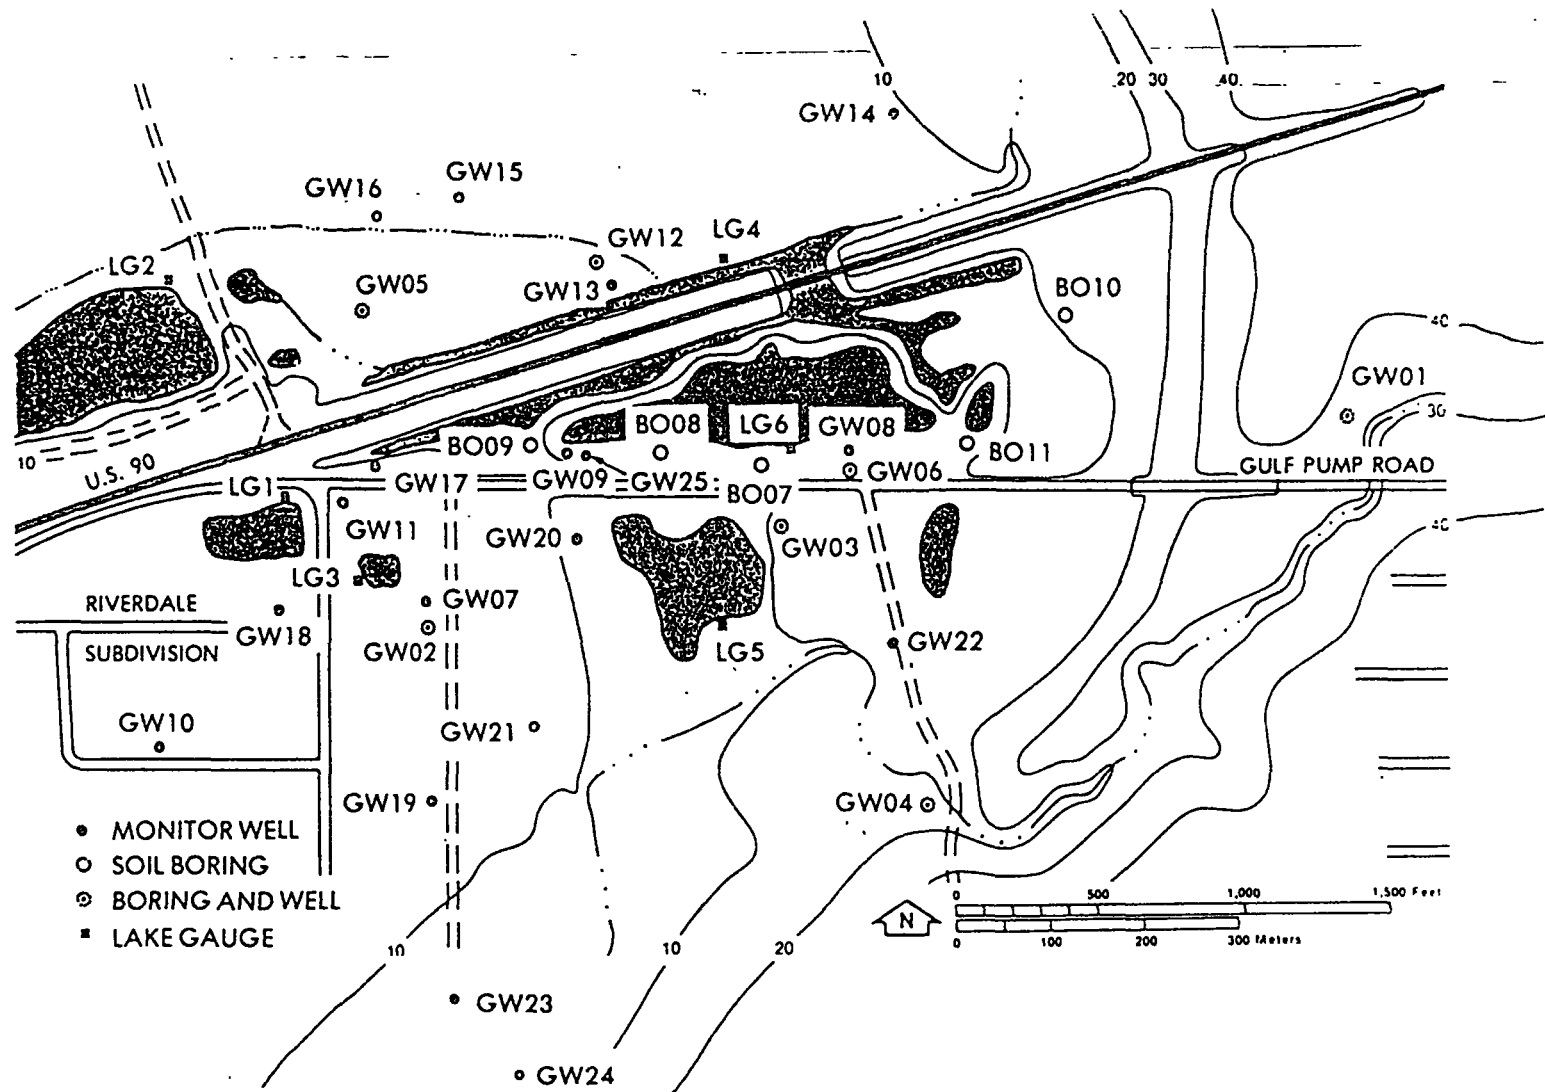 10
20 30
40
GW14
GW15
GW16
GW12
LG4
LG2
GW05
GW13
BO10
40
GW01
30
BO08
LG6
GW08
BO09
BO11
10
U.S. 90
GULF PUMP ROAD
GW17
GW09
GW25
GW06
LG1
BO07
GW11
GW20
GW03
40
LG3
RIVERDALE
GW07
GW18
GW22
SUBDIVISION
GW02
LG5
GW10
GW21
GW19
GW04
MONITOR WELL
SOIL BORING
BORING AND WELL
LAKE GAUGE
0 500 1,000 1,500 Feet
N
0 100 200 300 Meters
10
10
20
GW23
GW24